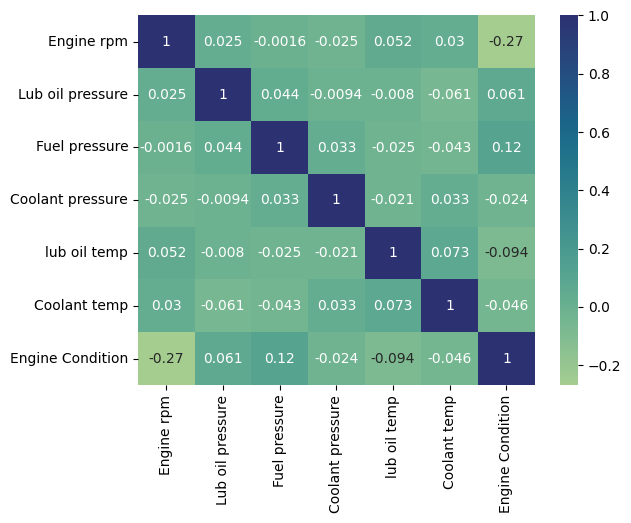 Engine rpm 1 0.025 -0.0016 -0.025 0.052 0.03 -0.27
Lub oil pressure 0.025 1 0.044 -0.0094 -0.008 -0.061 0.061
Fuel pressure -0.0016 0.044 1 0.033 -0.025 -0.043 0.12
Coolant pressure -0.025 -0.0094 0.033 1 -0.021 0.033 -0.024
lub oil temp 0.052 -0.008 -0.025 -0.021 1 0.073 -0.094
Coolant temp 0.03 -0.061 -0.043 0.033 0.073 1 -0.046
Engine Condition -0.27 0.061 0.12 -0.024 -0.094 -0.046 1
Engine rpm
Lub oil pressure
Fuel pressure
Coolant pressure
lub oil temp
Coolant temp
Engine Condition
1.0
0.8
0.6
0.4
0.2
0.0
−0.2